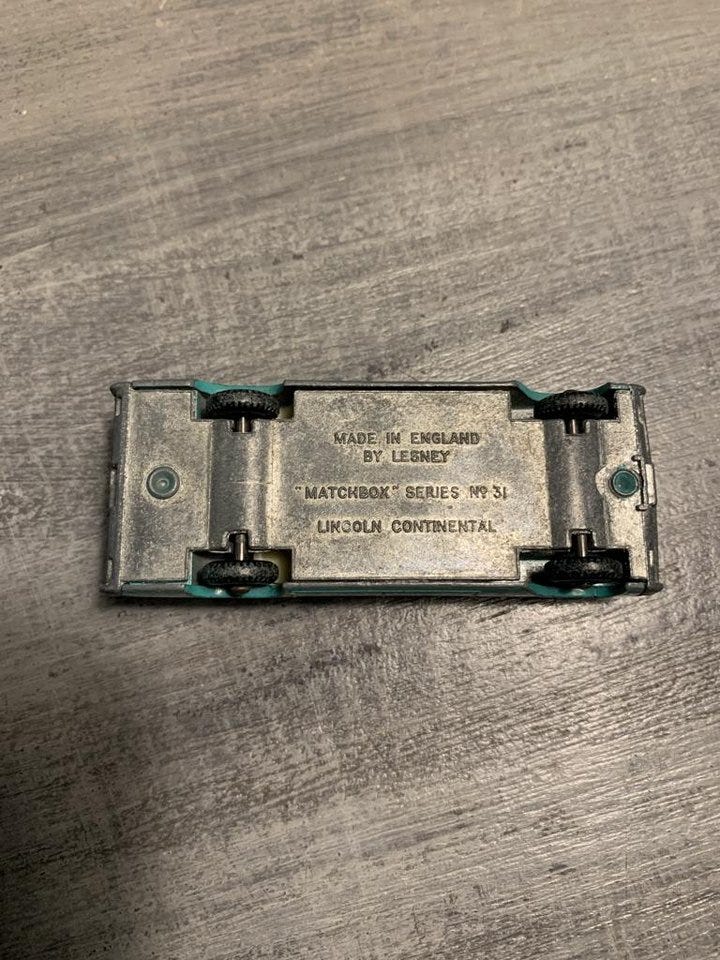 MADE IN ENGLAND
BY LESNEY
"MATCHBOX" SERIES Nº 31
LINCOLN CONTINENTAL